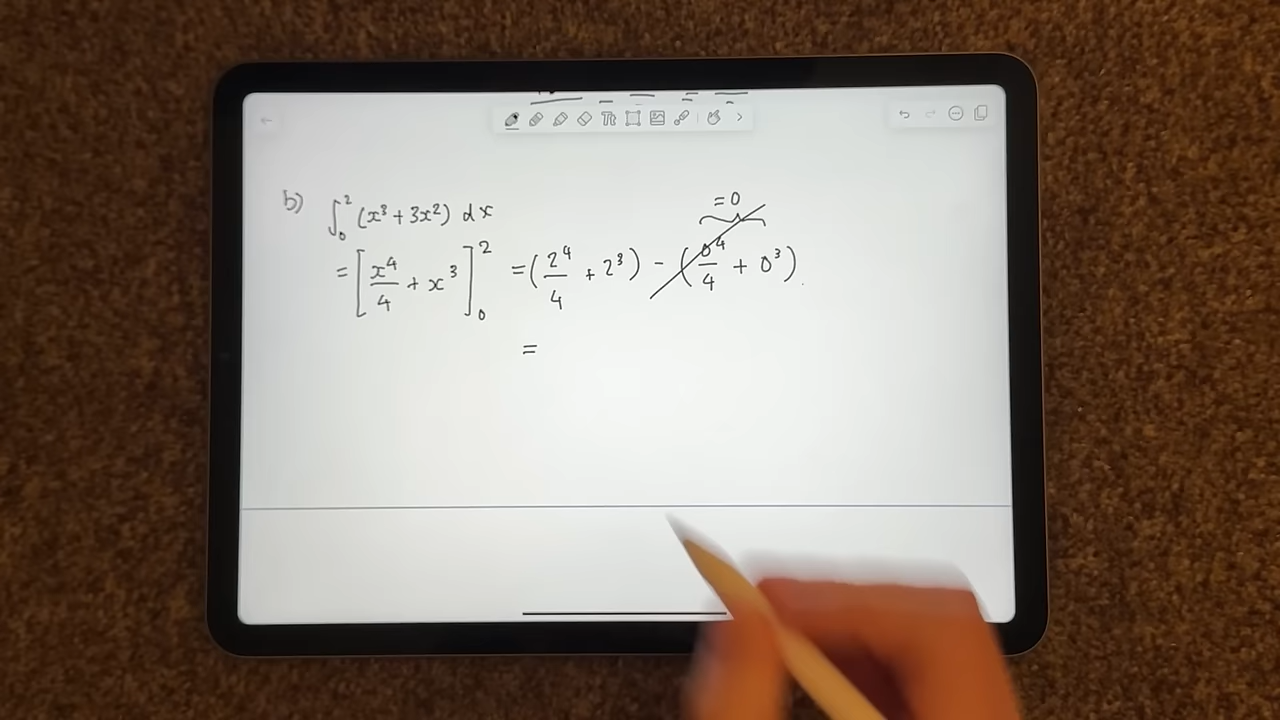 b) ∫₀² (x³ + 3x²) dx
= 0
= [x⁴/4 + x³]₀² = (2⁴/4 + 2³) - (0⁴/4 + 0³)
=